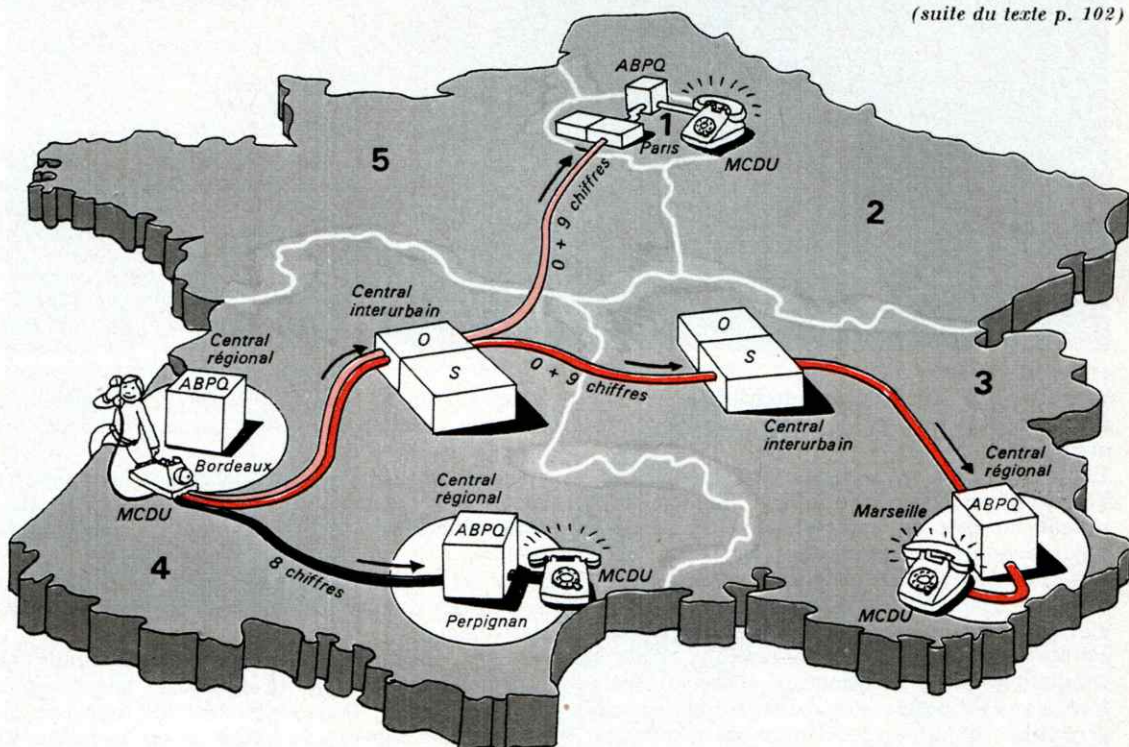 (suite du texte p. 102)
ABPQ
1
Paris
MCDU
5
2
0 + 9 chiffres
Central
interurbain
O
S
Central
régional
ABPQ
Bordeaux
MCDU
0 + 9 chiffres
O
S
Central
interurbain
3
Central
régional
ABPQ
Marseille
MCDU
4
8 chiffres
Central
régional
ABPQ
MCDU
Perpignan